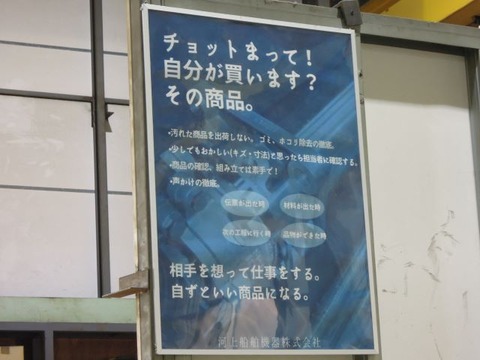 チョットまって！
自分が買います？
その商品。
・汚れた商品を出荷しない。ゴミ、ホコリ除去の徹底。
・少しでもおかしい(キズ・寸法)と思ったら担当者に確認する。
・商品の確認、組み立ては素手で！
・声かけの徹底。
伝票が出た時 材料が出た時
次の工程に行く時 品物ができた時
相手を想って仕事をする。
自ずといい商品になる。
河上船舶機器株式会社